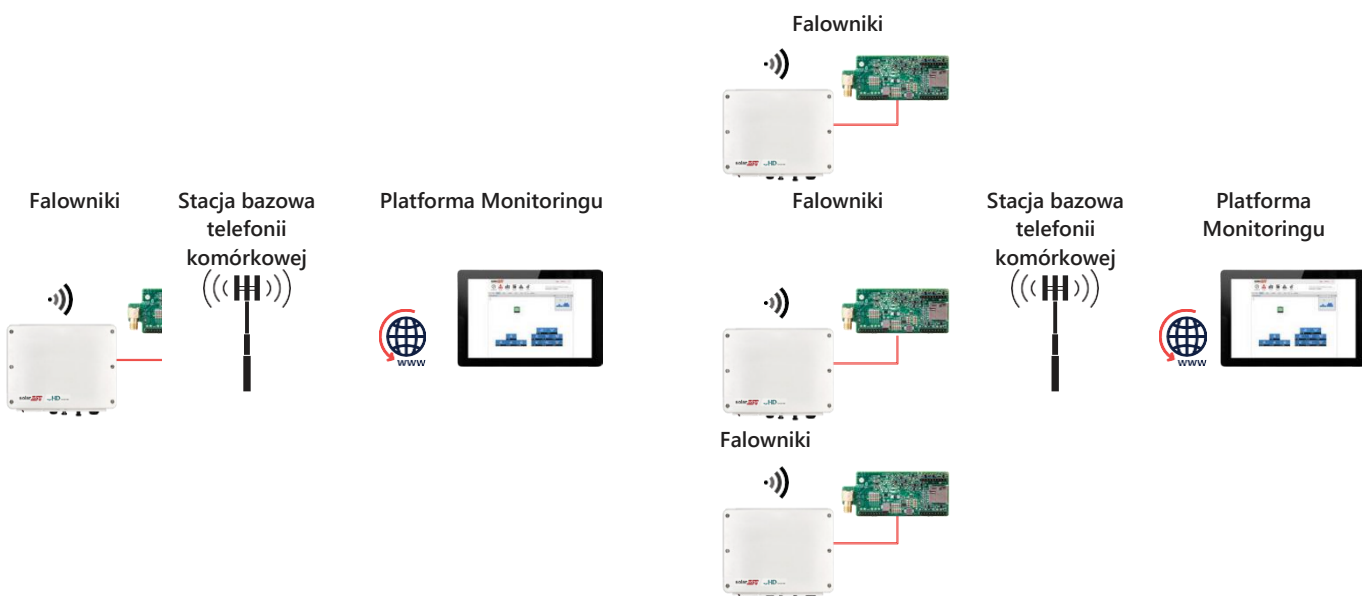 Falowniki
Falowniki
Stacja bazowa
telefonii
komórkowej
Platforma Monitoringu
www
Falowniki
Stacja bazowa
telefonii
komórkowej
Platforma
Monitoringu
www
Falowniki